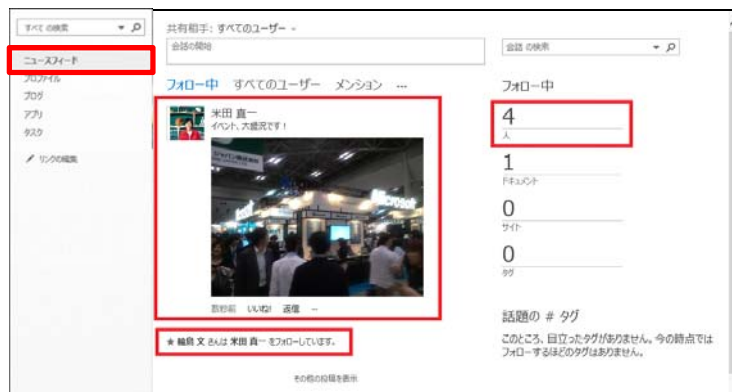 すべて の検索
ニュースフィード
プロファイル
ブログ
アプリ
タスク
リンクの編集
共有相手: すべてのユーザー
会話の開始
フォロー中 すべてのユーザー メンション ...
米田 真一
イベント、大盛況です！
ジャパン株式会社
Microsoft
数秒前 いいね! 返信 ...
★ 輪島 文 さんは 米田 真一 をフォローしています。
その他の投稿を表示
会話 の検索
フォロー中
4
人
1
ドキュメント
0
サイト
0
タグ
話題の # タグ
このところ、目立ったタグがありません。今の時点では
フォローするほどのタグはありません。